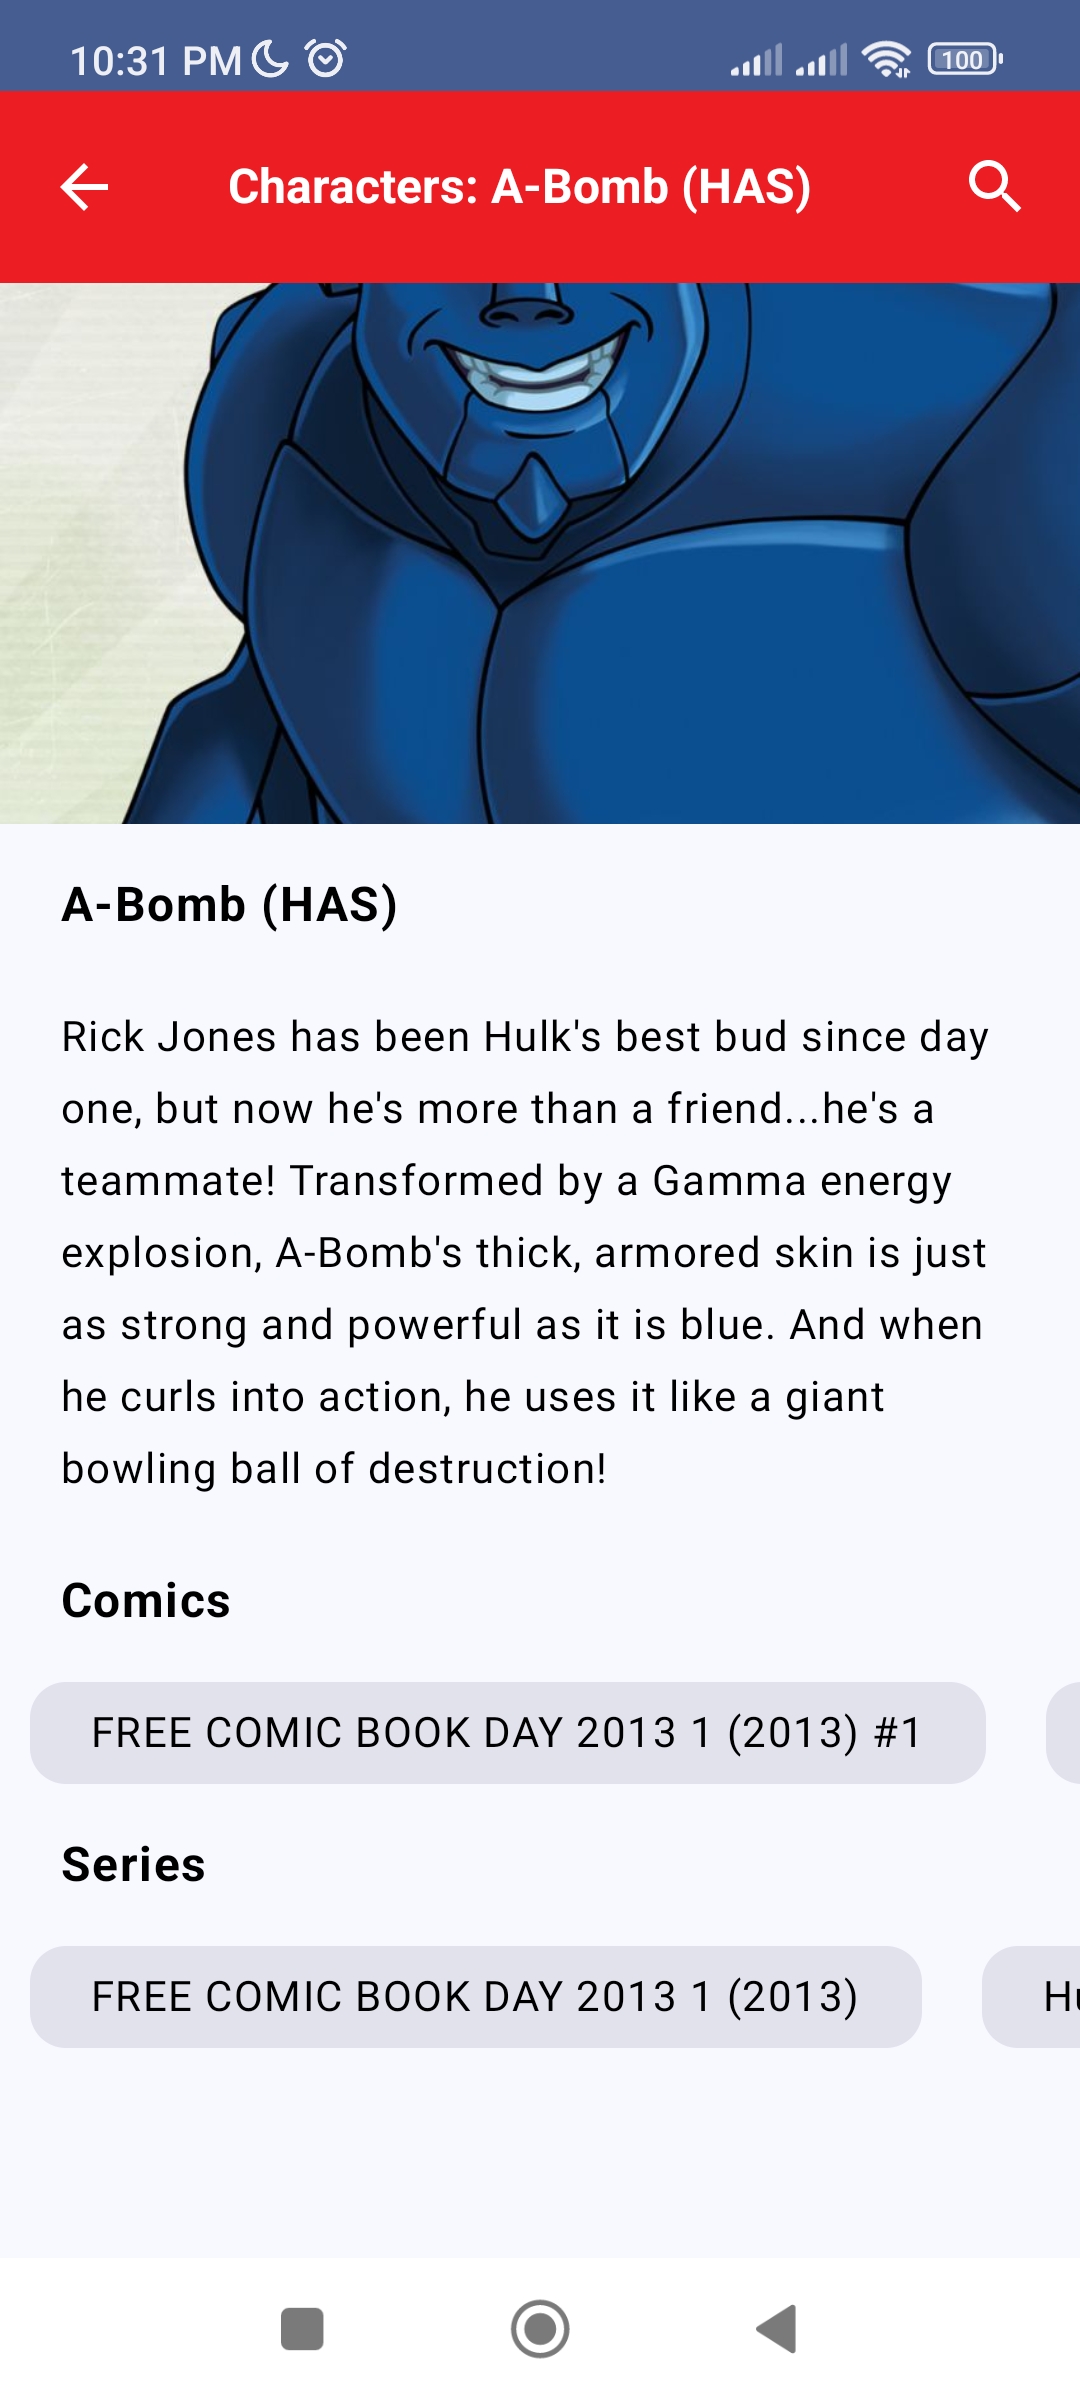 10:31 PM
100
Characters: A-Bomb (HAS)
A-Bomb (HAS)
Rick Jones has been Hulk's best bud since day
one, but now he's more than a friend...he's a
teammate! Transformed by a Gamma energy
explosion, A-Bomb's thick, armored skin is just
as strong and powerful as it is blue. And when
he curls into action, he uses it like a giant
bowling ball of destruction!
Comics
FREE COMIC BOOK DAY 2013 1 (2013) #1
Series
FREE COMIC BOOK DAY 2013 1 (2013)